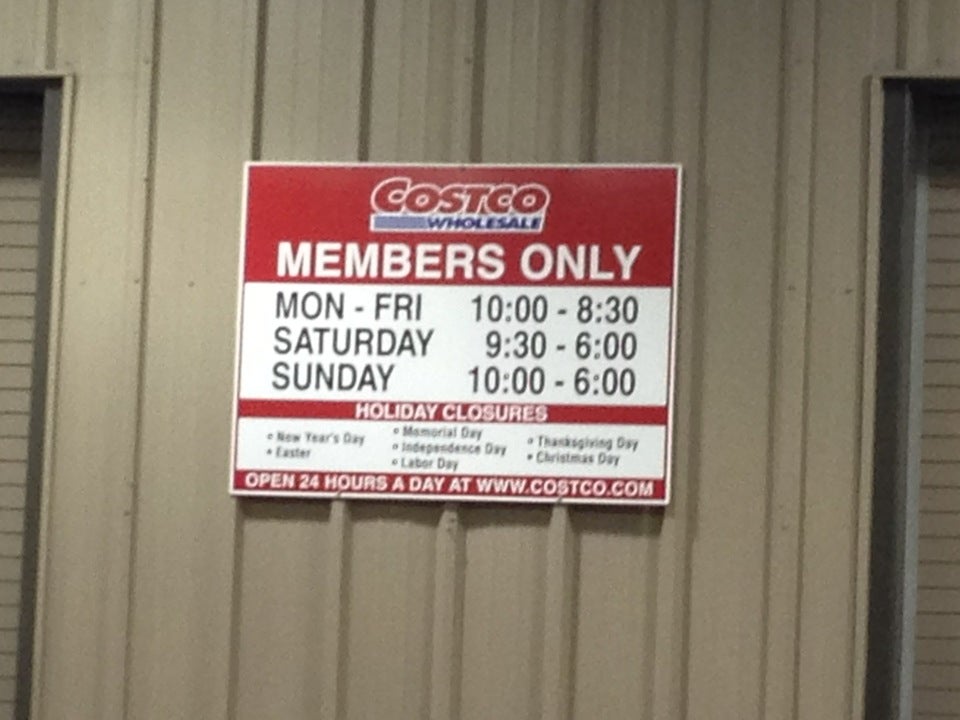 COSTCO
WHOLESALE
MEMBERS ONLY
MON - FRI 10:00 - 8:30
SATURDAY 9:30 - 6:00
SUNDAY 10:00 - 6:00
HOLIDAY CLOSURES
• New Year's Day
• Easter
• Memorial Day
• Independence Day
• Labor Day
• Thanksgiving Day
• Christmas Day
OPEN 24 HOURS A DAY AT WWW.COSTCO.COM